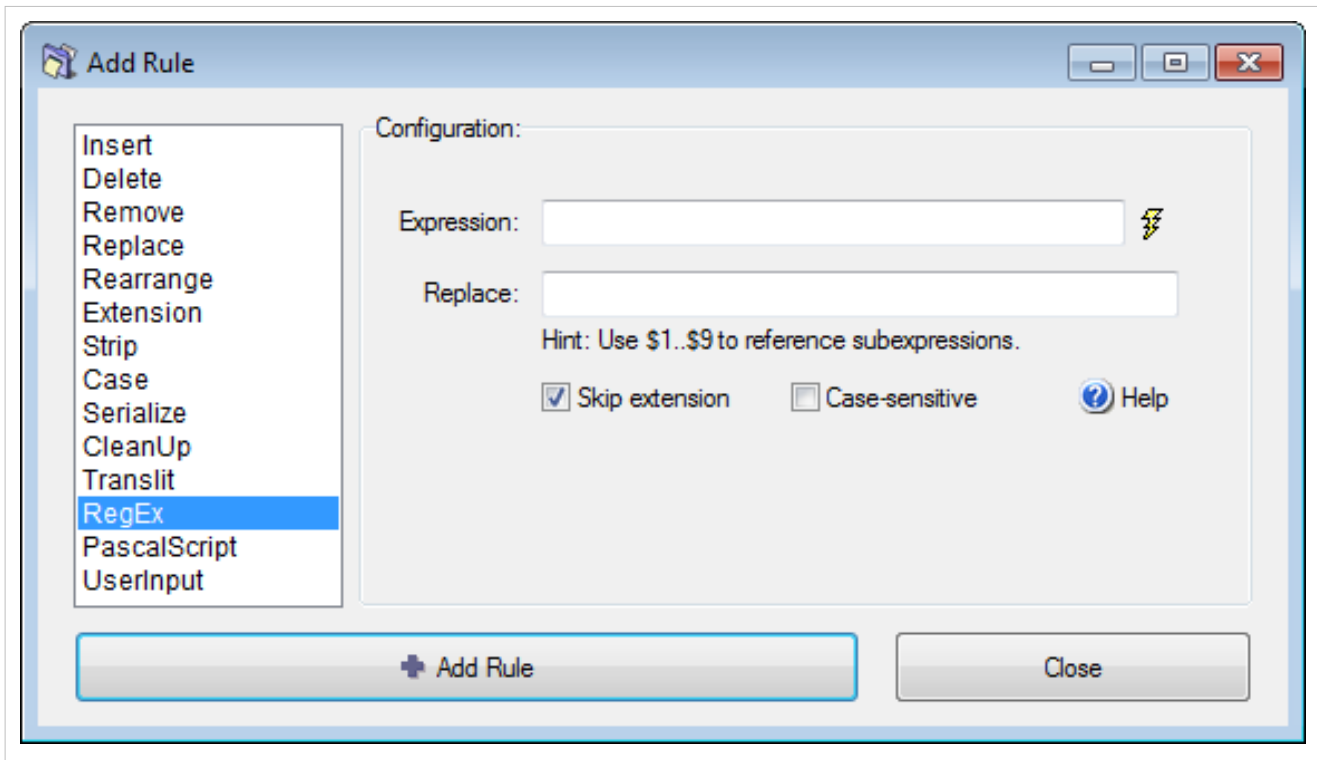 Add Rule
Insert
Delete
Remove
Replace
Rearrange
Extension
Strip
Case
Serialize
CleanUp
Translit
RegEx
PascalScript
UserInput
Configuration:
Expression:
Replace:
Hint: Use $1..$9 to reference subexpressions.
Skip extension Case-sensitive Help
Add Rule Close